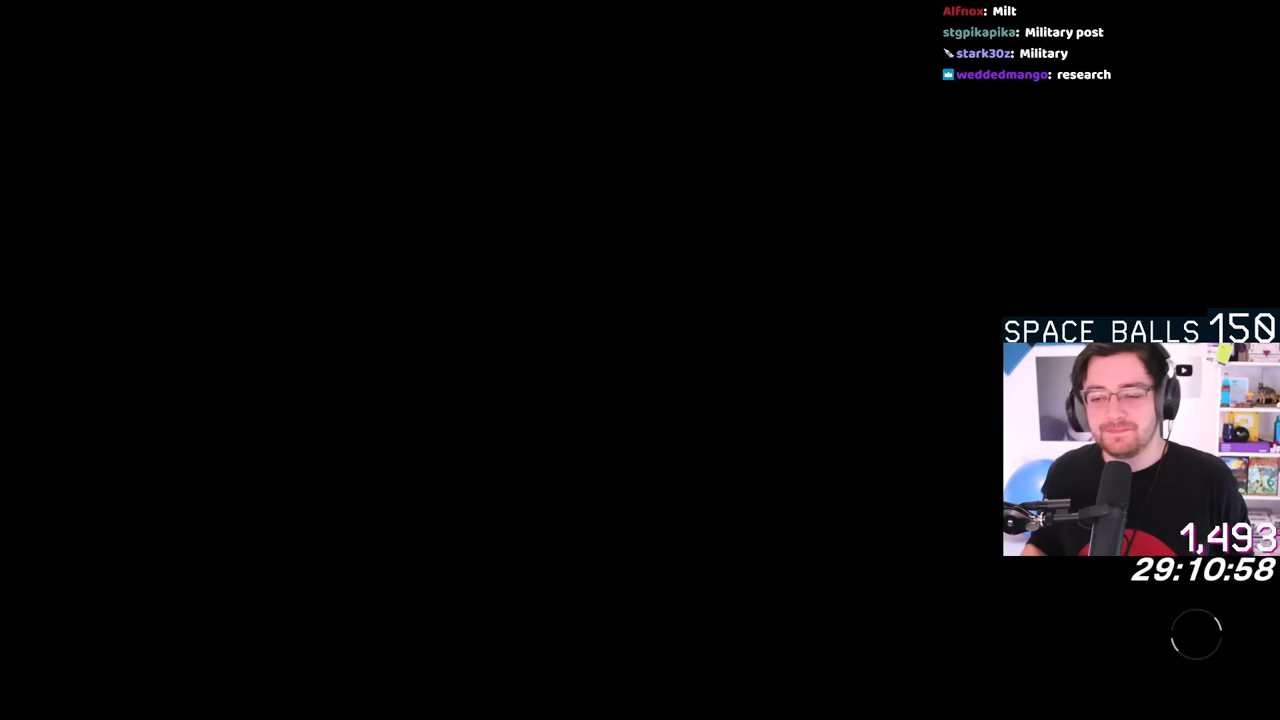 Alfnox: Milt
stgpikapika: Military post
stark30z: Military
weddedmango: research
SPACE BALLS 150
1,493
29:10:58